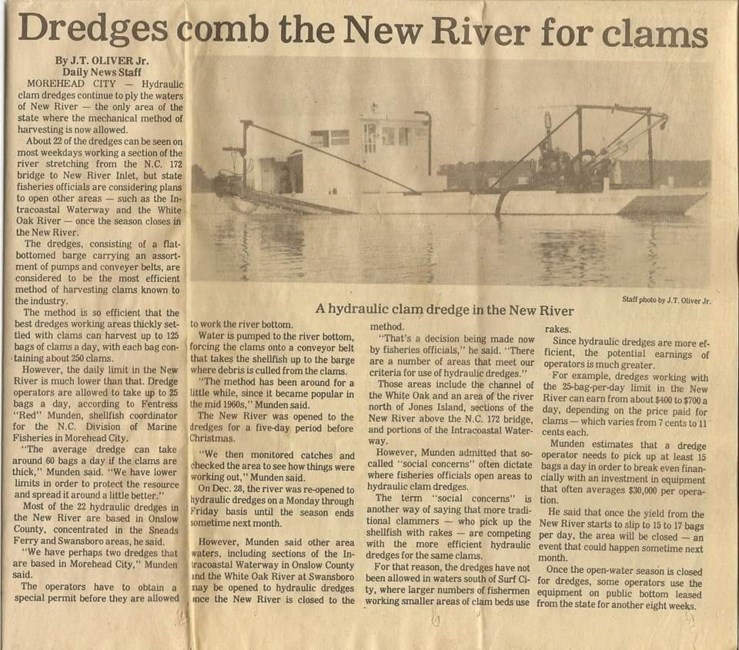 Dredges comb the New River for clams
By J.T. OLIVER Jr.
Daily News Staff
MOREHEAD CITY — Hydraulic
clam dredges continue to ply the waters
of New River — the only area of the
state where the mechanical method of
harvesting is now allowed.
About 22 of the dredges can be seen on
most weekdays working a section of the
river stretching from the N.C. 172
bridge to New River Inlet, but state
fisheries officials are considering plans
to open other areas — such as the In-
tracoastal Waterway and the White
Oak River — once the season closes in
the New River.
The dredges, consisting of a flat-
bottomed barge carrying an assort-
ment of pumps and conveyer belts, are
considered to be the most efficient
method of harvesting clams known to
the industry.
The method is so efficient that the
best dredges working areas thickly set-
tled with clams can harvest up to 125
bags of clams a day, with each bag con-
taining about 250 clams.
However, the daily limit in the New
River is much lower than that. Dredge
operators are allowed to take up to 25
bags a day, according to Fentress
"Red" Munden, shellfish coordinator
for the N.C. Division of Marine
Fisheries in Morehead City.
"The average dredge can take
around 60 bags a day if the clams are
thick," Munden said. "We have lower
limits in order to protect the resource
and spread it around a little better."
Most of the 22 hydraulic dredges in
the New River are based in Onslow
County, concentrated in the Sneads
Ferry and Swansboro areas, he said.
"We have perhaps two dredges that
are based in Morehead City," Munden
said.
The operators have to obtain a
special permit before they are allowed
Staff photo by J.T. Oliver Jr.
A hydraulic clam dredge in the New River
to work the river bottom.
Water is pumped to the river bottom,
forcing the clams onto a conveyor belt
that takes the shellfish up to the barge
where debris is culled from the clams.
"The method has been around for a
little while, since it became popular in
the mid 1960s," Munden said.
The New River was opened to the
dredges for a five-day period before
Christmas.
"We then monitored catches and
checked the area to see how things were
working out," Munden said.
On Dec. 28, the river was re-opened to
hydraulic dredges on a Monday through
Friday basis until the season ends
sometime next month.
However, Munden said other area
waters, including sections of the In-
tracoastal Waterway in Onslow County
and the White Oak River at Swansboro
may be opened to hydraulic dredges
once the New River is closed to the
method.
"That's a decision being made now
by fisheries officials," he said. "There
are a number of areas that meet our
criteria for use of hydraulic dredges."
Those areas include the channel of
the White Oak and an area of the river
north of Jones Island, sections of the
New River above the N.C. 172 bridge,
and portions of the Intracoastal Water-
way.
However, Munden admitted that so-
called "social concerns" often dictate
where fisheries officials open areas to
hydraulic clam dredges.
The term "social concerns" is
another way of saying that more tradi-
tional clammers — who pick up the
shellfish with rakes — are competing
with the more efficient hydraulic
dredges for the same clams.
For that reason, the dredges have not
been allowed in waters south of Surf Ci-
ty, where larger numbers of fishermen
working smaller areas of clam beds use
rakes.
Since hydraulic dredges are more ef-
ficient, the potential earnings of
operators is much greater.
For example, dredges working with
the 25-bag-per-day limit in the New
River can earn from about $400 to $700 a
day, depending on the price paid for
clams — which varies from 7 cents to 11
cents each.
Munden estimates that a dredge
operator needs to pick up at least 15
bags a day in order to break even finan-
cially with an investment in equipment
that often averages $30,000 per opera-
tion.
He said that once the yield from the
New River starts to slip to 15 to 17 bags
per day, the area will be closed — an
event that could happen sometime next
month.
Once the open-water season is closed
for dredges, some operators use the
equipment on public bottom leased
from the state for another eight weeks.